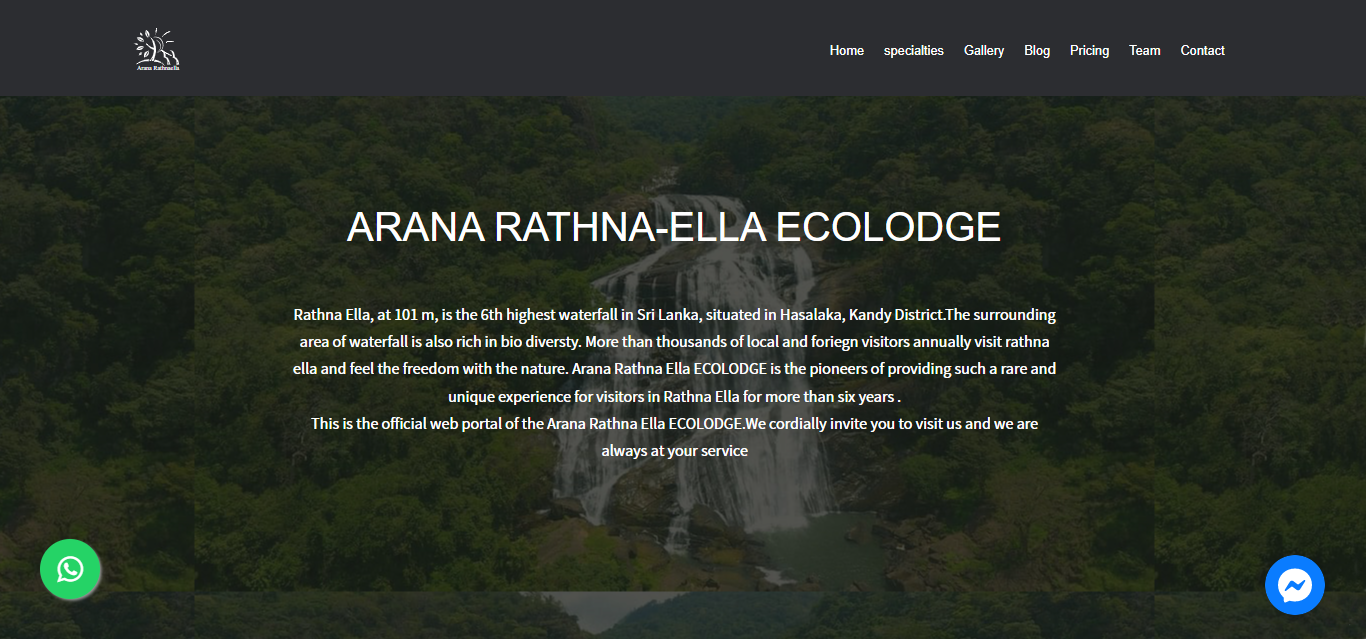 Arana Rathnaella
Home specialties Gallery Blog Pricing Team Contact
ARANA RATHNA-ELLA ECOLODGE
Rathna Ella, at 101 m, is the 6th highest waterfall in Sri Lanka, situated in Hasalaka, Kandy District.The surrounding
area of waterfall is also rich in bio diversty. More than thousands of local and foriegn visitors annually visit rathna
ella and feel the freedom with the nature. Arana Rathna Ella ECOLODGE is the pioneers of providing such a rare and
unique experience for visitors in Rathna Ella for more than six years .
This is the official web portal of the Arana Rathna Ella ECOLODGE.We cordially invite you to visit us and we are
always at your service